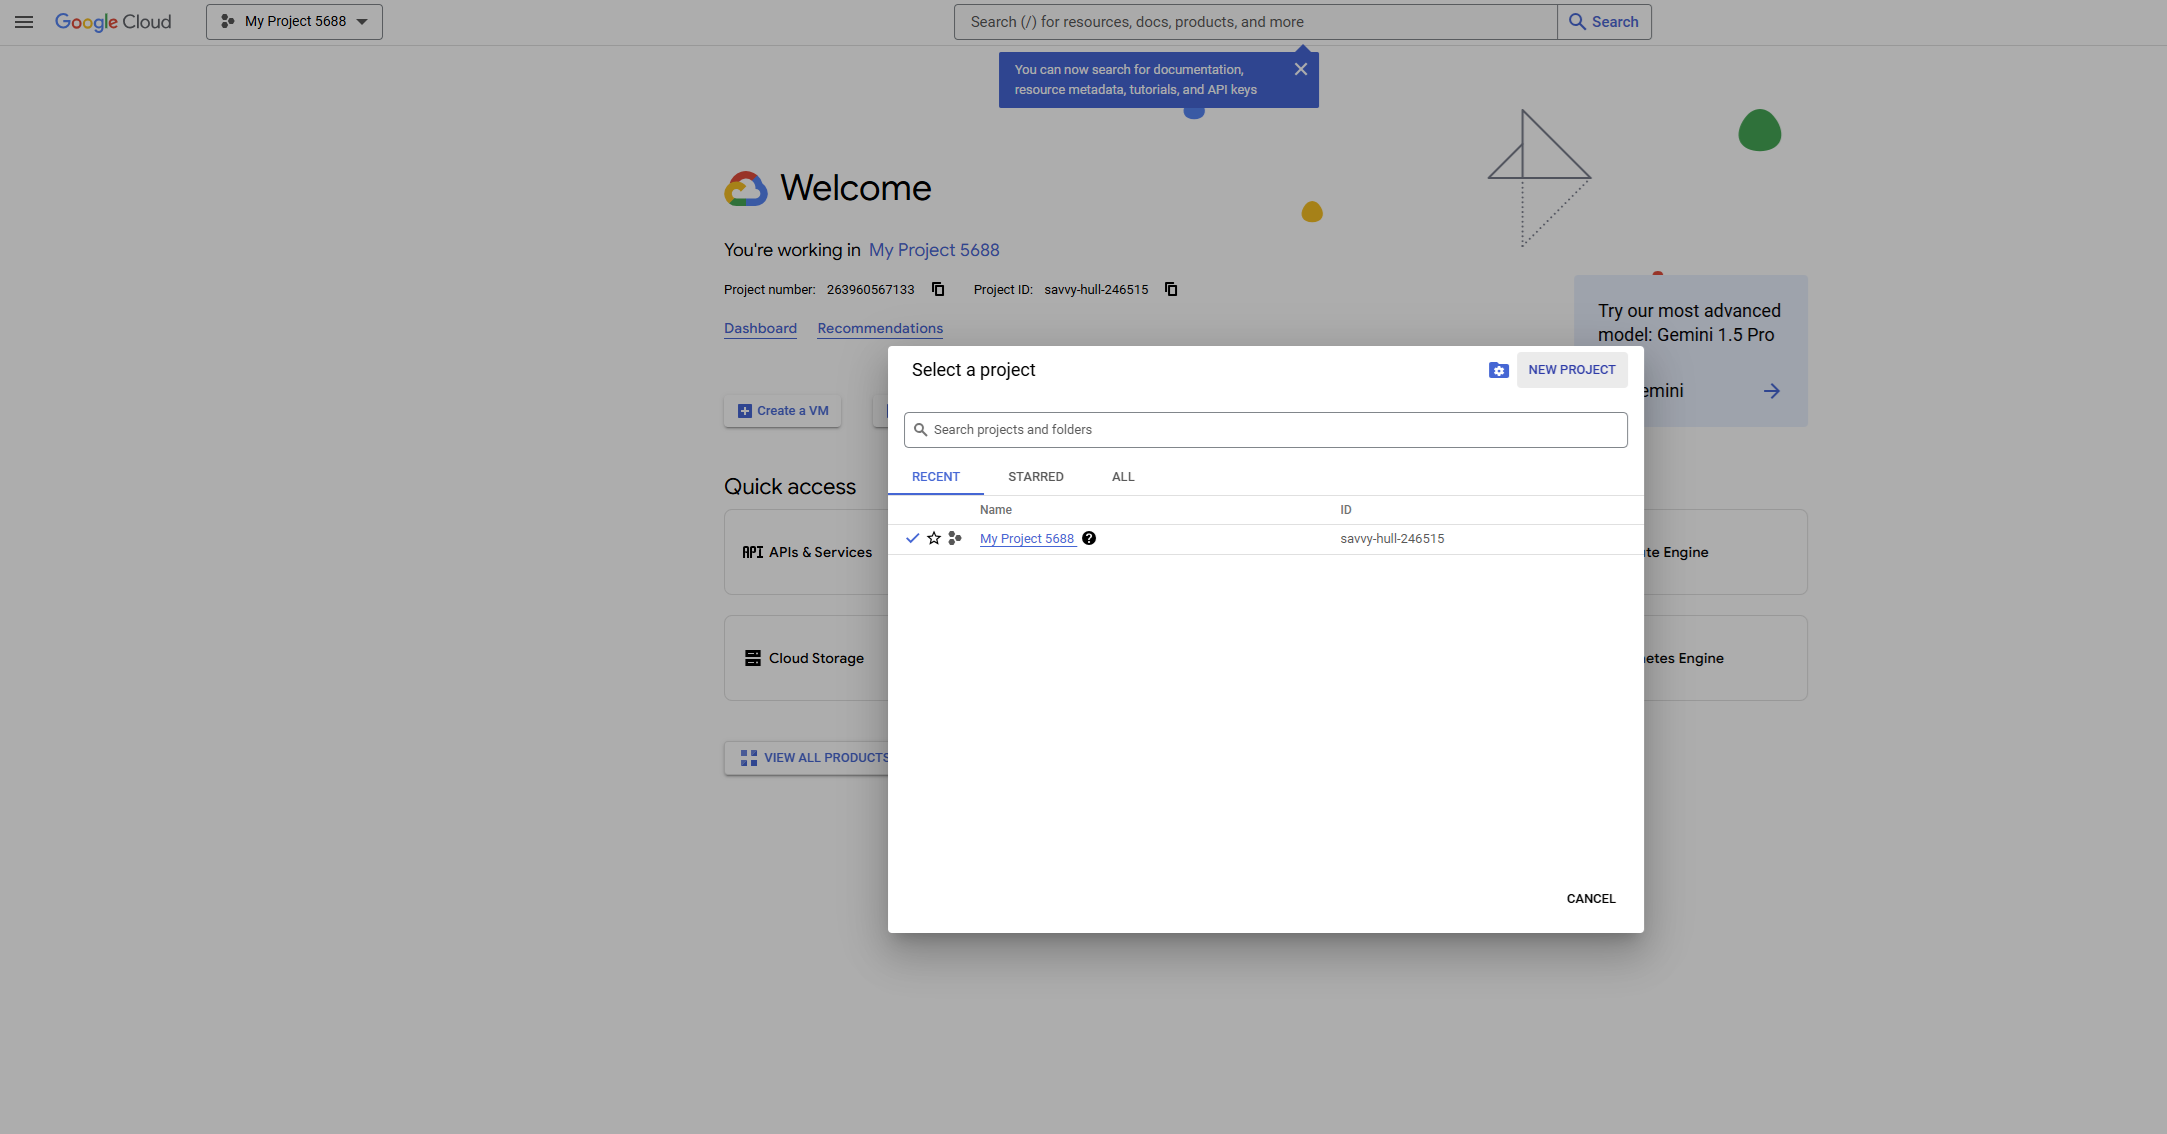 Google Cloud
My Project 5688
Search (/) for resources, docs, products, and more
Search
You can now search for documentation,
resource metadata, tutorials, and API keys
Welcome
You're working in My Project 5688
Project number: 263960567133
Project ID: savvy-hull-246515
Dashboard
Recommendations
Try our most advanced
model: Gemini 1.5 Pro
emini
Create a VM
Select a project
NEW PROJECT
Search projects and folders
RECENT
STARRED
ALL
Name
ID
My Project 5688
savvy-hull-246515
CANCEL
Quick access
API APIs & Services
te Engine
Cloud Storage
etes Engine
VIEW ALL PRODUCTS